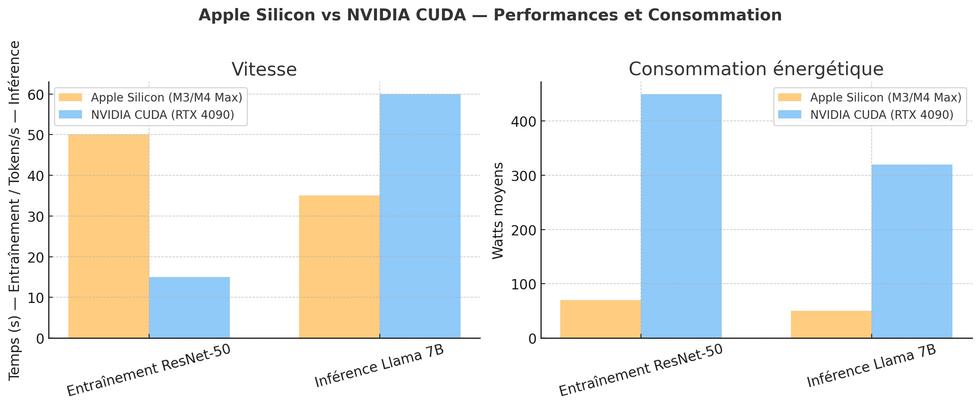 Apple Silicon vs NVIDIA CUDA — Performances et Consommation
Vitesse
Temps (s) — Entraînement / Tokens/s — Inférence
60
50
40
30
20
10
0
Apple Silicon (M3/M4 Max)
NVIDIA CUDA (RTX 4090)
Entraînement ResNet-50
Inférence Llama 7B
Consommation énergétique
Watts moyens
400
300
200
100
0
Apple Silicon (M3/M4 Max)
NVIDIA CUDA (RTX 4090)
Entraînement ResNet-50
Inférence Llama 7B